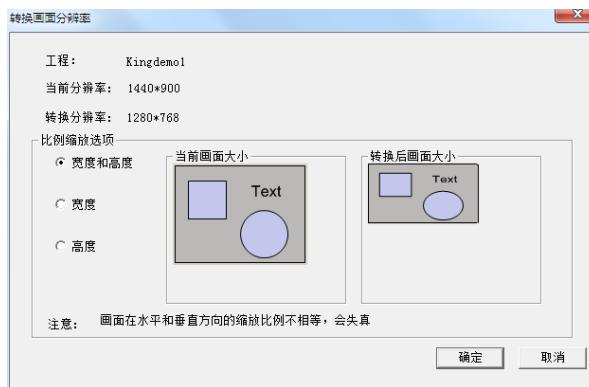 转换画面分辨率
工程： Kingdemo1
当前分辨率： 1440*900
转换分辨率： 1280*768
比例缩放选项
宽度和高度
宽度
高度
当前画面大小
Text
转换后画面大小
Text
注意： 画面在水平和垂直方向的缩放比例不相等，会失真
确定
取消